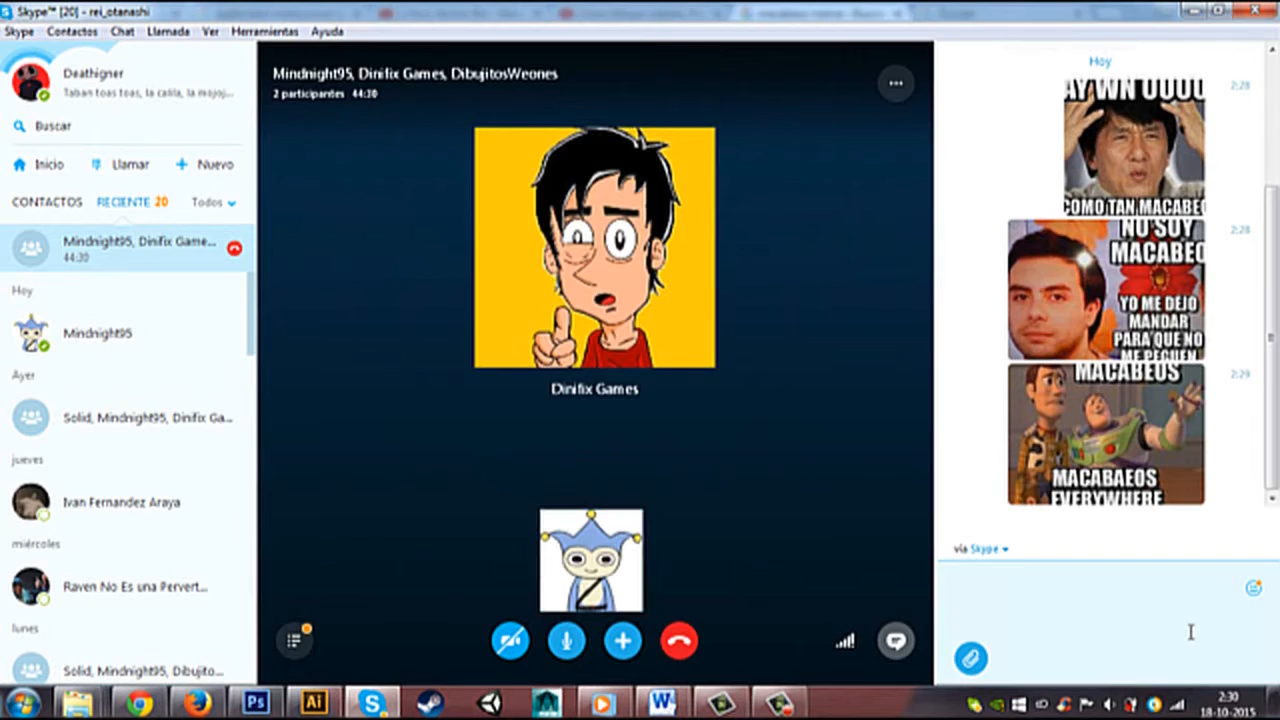 Skype™ [20] - rei_otanashi
Skype Contactos Chat Llamada Ver Herramientas Ayuda
Deathigner
Taban toas toas, la calila, la mojoj...
Buscar
Inicio Llamar Nuevo
CONTACTOS RECIENTE 20 Todos
Mindnight95, Dinifix Game...
44:30
Hoy
Mindnight95
Ayer
Solid, Mindnight95, Dinifix Ga...
jueves
Ivan Fernandez Araya
miércoles
Raven No Es una Pervert...
lunes
Solid, Mindnight95, Dibujito...
Mindnight95, Dinifix Games, DibujitosWeones
2 participantes 44:30
Dinifix Games
Hoy
AY WN UUUU
2:28
COMO TAN MACABEO
NO SOY
MACABEO
2:28
YO ME DEJO
MANDAR
PARA QUE NO
ME PEGUEN
MACABEUS
2:29
MACABAEOS
EVERYWHERE
vía Skype
Ps Ai W
2:30
18-10-2015